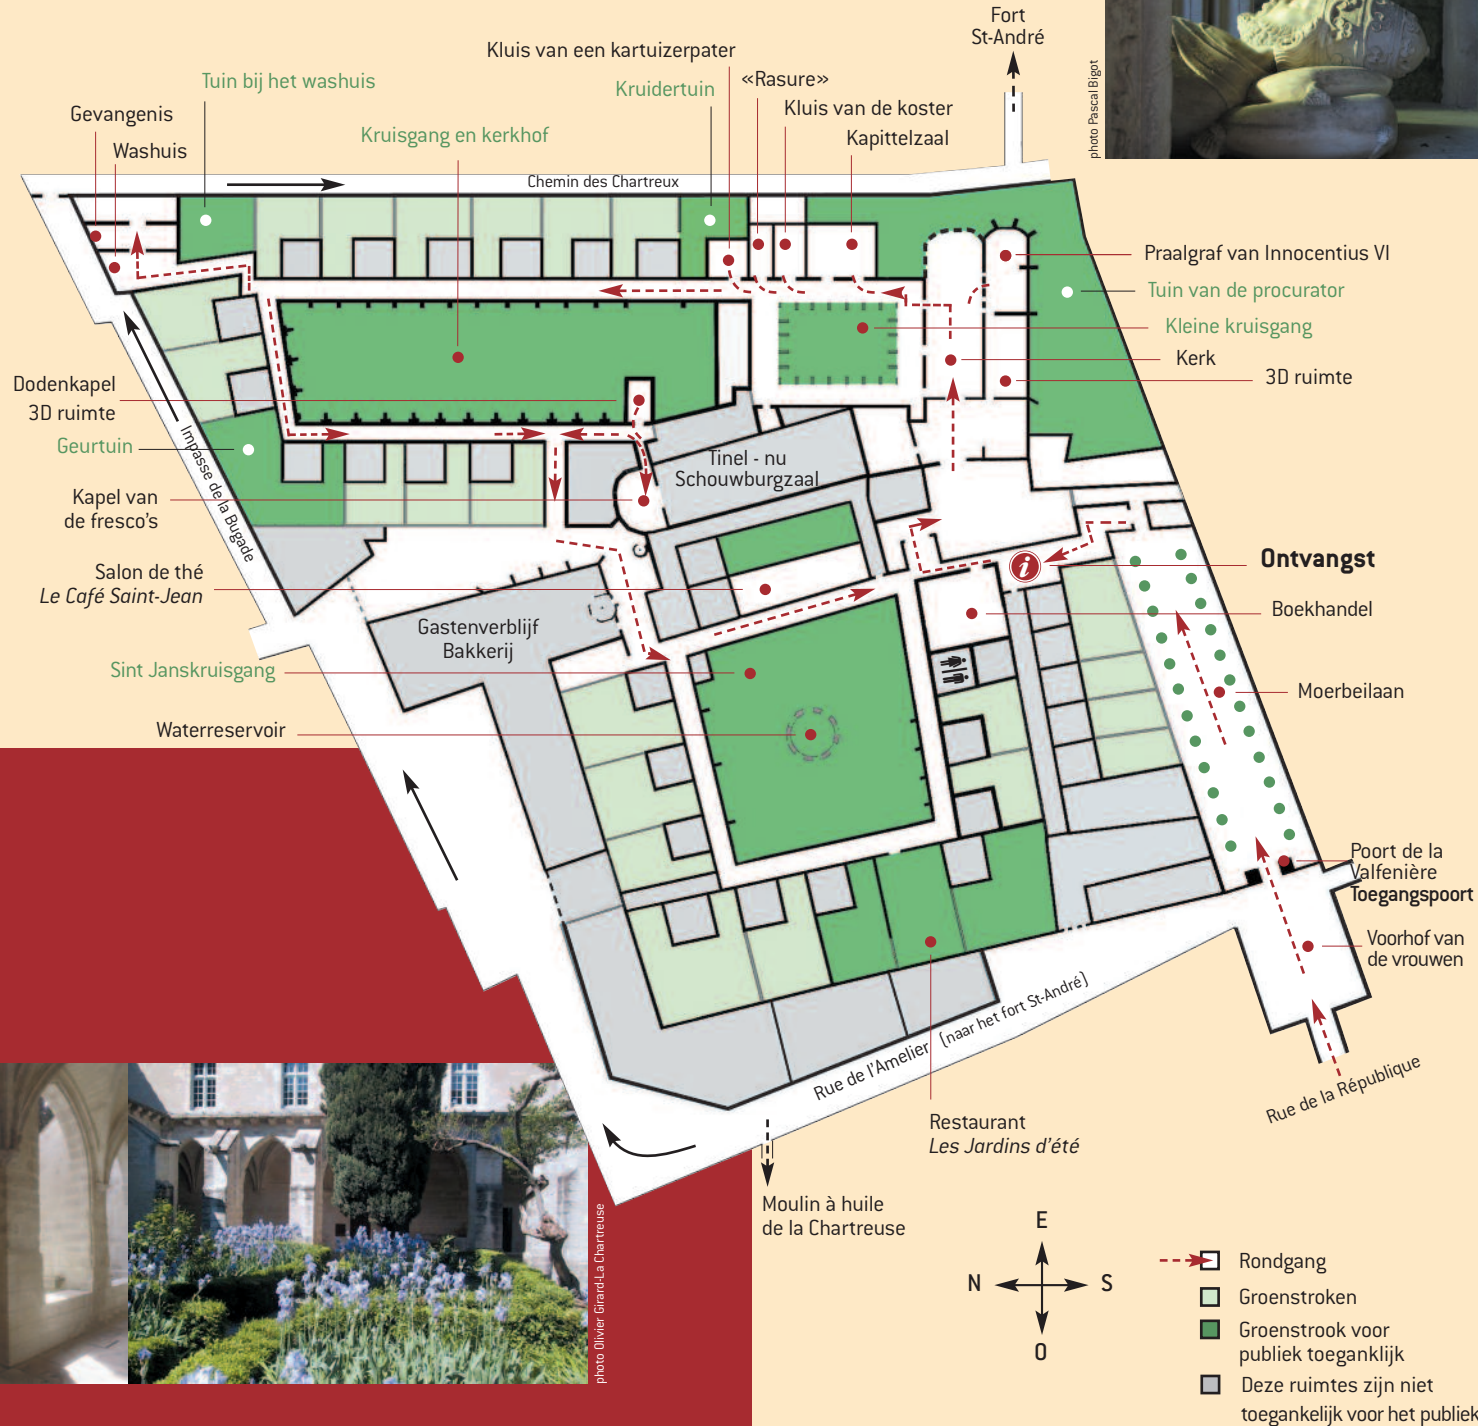 Fort
St-André
Kluis van een kartuizerpater
«Rasure»
Tuin bij het washuis
Kruidertuin
Kluis van de koster
Gevangenis
Kruisgang en kerkhof
Kapittelzaal
Washuis
photo Pascal Bigot
Chemin des Chartreux
Praalgraf van Innocentius VI
Tuin van de procurator
Kleine kruisgang
Kerk
3D ruimte
Dodenkapel
3D ruimte
Geurtuin
Impasse de la Bugade
Tinel - nu
Schouwburgzaal
Kapel van
de fresco's
Ontvangst
i
Salon de thé
Le Café Saint-Jean
Boekhandel
Gastenverblijf
Bakkerij
Sint Janskruisgang
Moerbeilaan
Waterreservoir
Poort de la
Valfenière
Toegangspoort
Voorhof van
de vrouwen
Rue de l'Amelier (naar het fort St-André)
Rue de la République
Restaurant
Les Jardins d'été
Moulin à huile
de la Chartreuse
photo Olivier Girard-La Chartreuse
E
N
S
O
Rondgang
Groenstroken
Groenstrook voor
publiek toeganklijk
Deze ruimtes zijn niet
toegankelijk voor het publiek